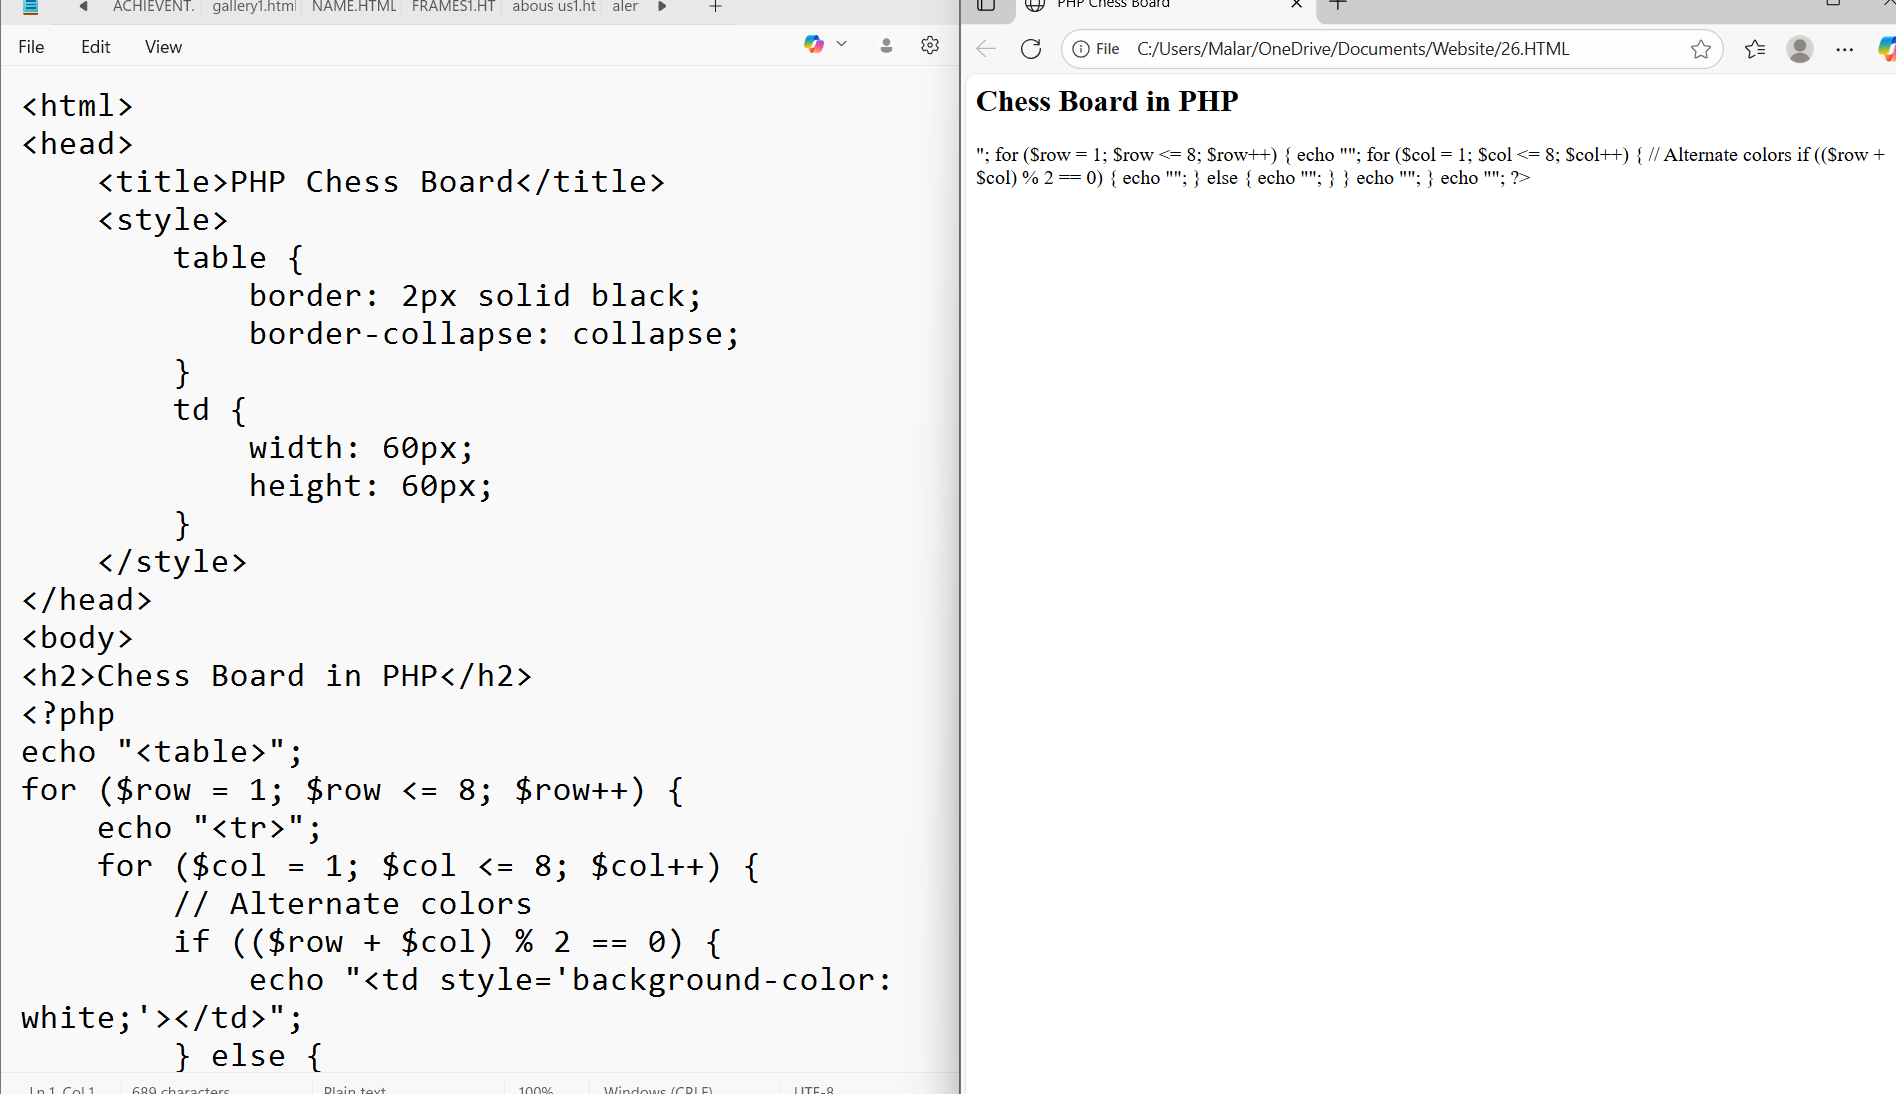 ACHIEVENT. gallery1.html NAME.HTML FRAMES1.HT abous us1.ht aler
File Edit View
<html>
<head>
    <title>PHP Chess Board</title>
    <style>
        table {
            border: 2px solid black;
            border-collapse: collapse;
        }
        td {
            width: 60px;
            height: 60px;
        }
    </style>
</head>
<body>
<h2>Chess Board in PHP</h2>
<?php
echo "<table>";
for ($row = 1; $row <= 8; $row++) {
    echo "<tr>";
    for ($col = 1; $col <= 8; $col++) {
        // Alternate colors
        if (($row + $col) % 2 == 0) {
            echo "<td style='background-color:
white;'></td>";
        } else {
Ln 1, Col 1 689 characters Plain text 100% Windows (CRLF) UTF-8
PHP Chess Board
File C:/Users/Malar/OneDrive/Documents/Website/26.HTML
Chess Board in PHP
"; for ($row = 1; $row <= 8; $row++) { echo ""; for ($col = 1; $col <= 8; $col++) { // Alternate colors if (($row +
$col) % 2 == 0) { echo ""; } else { echo ""; } } echo ""; } echo ""; ?>